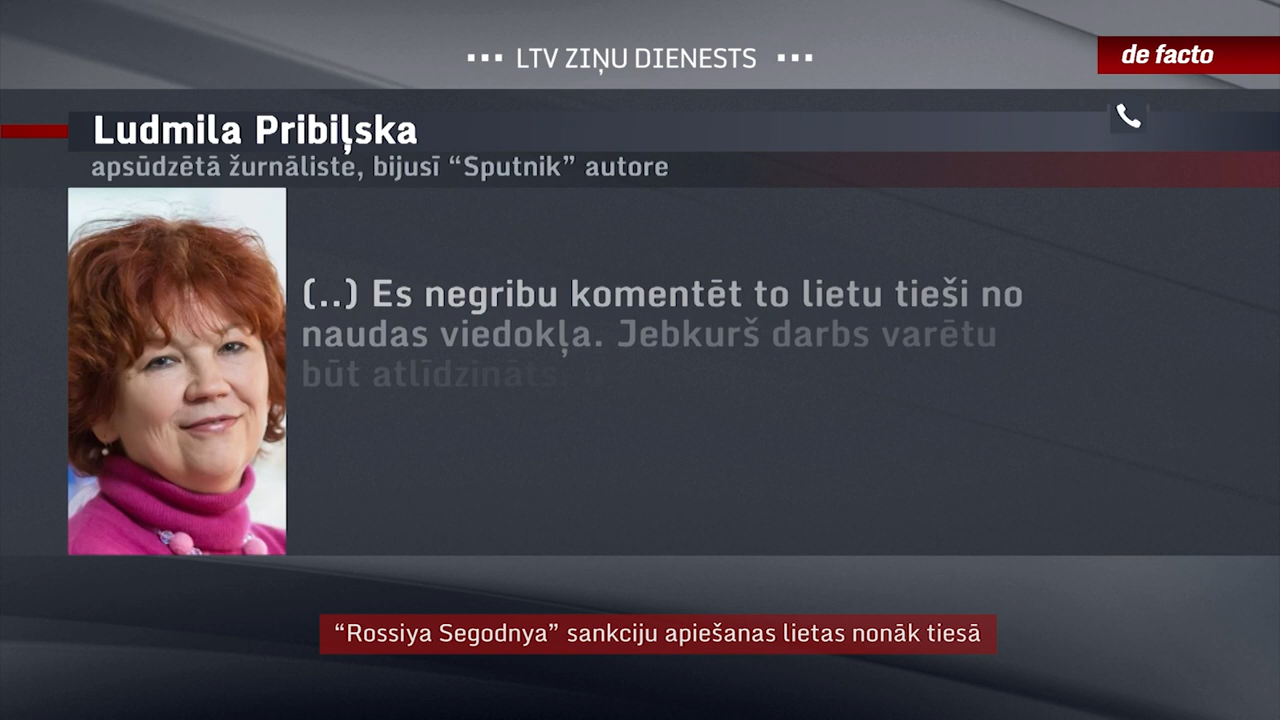 LTV ZIŅU DIENESTS
de facto
Ludmila Pribiļska
apsūdzētā žurnāliste, bijusī “Sputnik” autore
(..) Es negribu komentēt to lietu tieši no
naudas viedokļa. Jebkurš darbs varētu
būt atlīdzināts,
“Rossiya Segodnya” sankciju apiešanas lietas nonāk tiesā